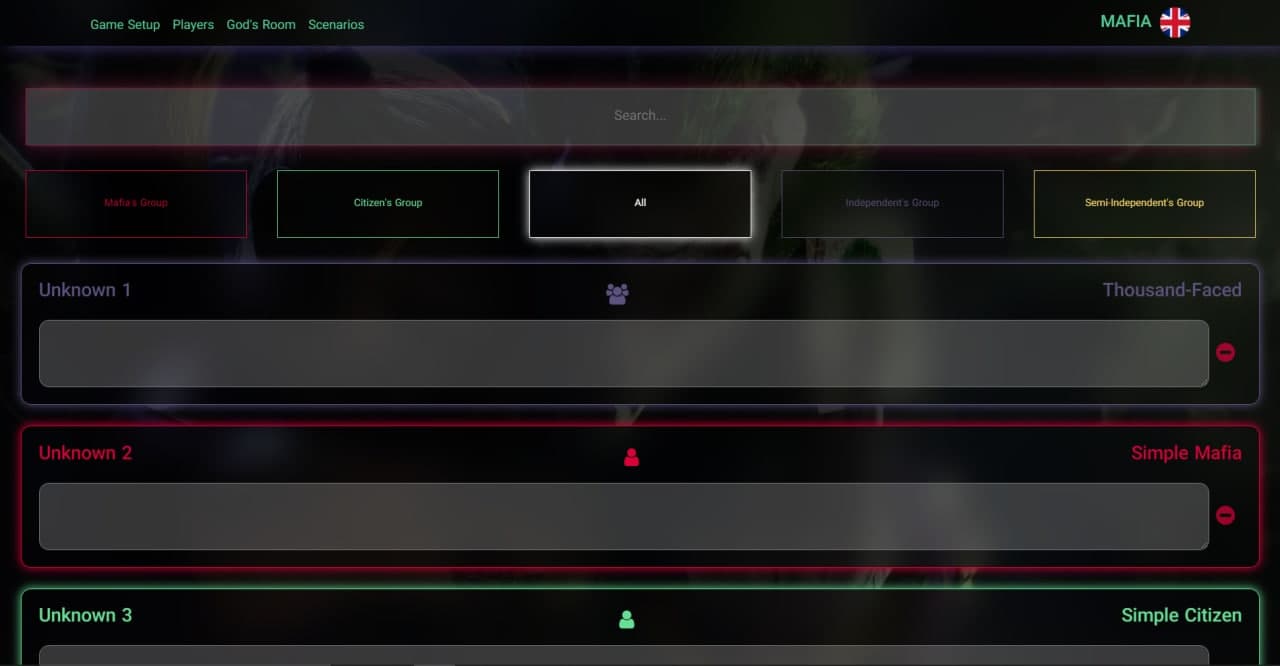 Game Setup Players God's Room Scenarios MAFIA
Search...
Mafia's Group Citizen's Group All Independent's Group Semi-Independent's Group
Unknown 1 Thousand-Faced
Unknown 2 Simple Mafia
Unknown 3 Simple Citizen